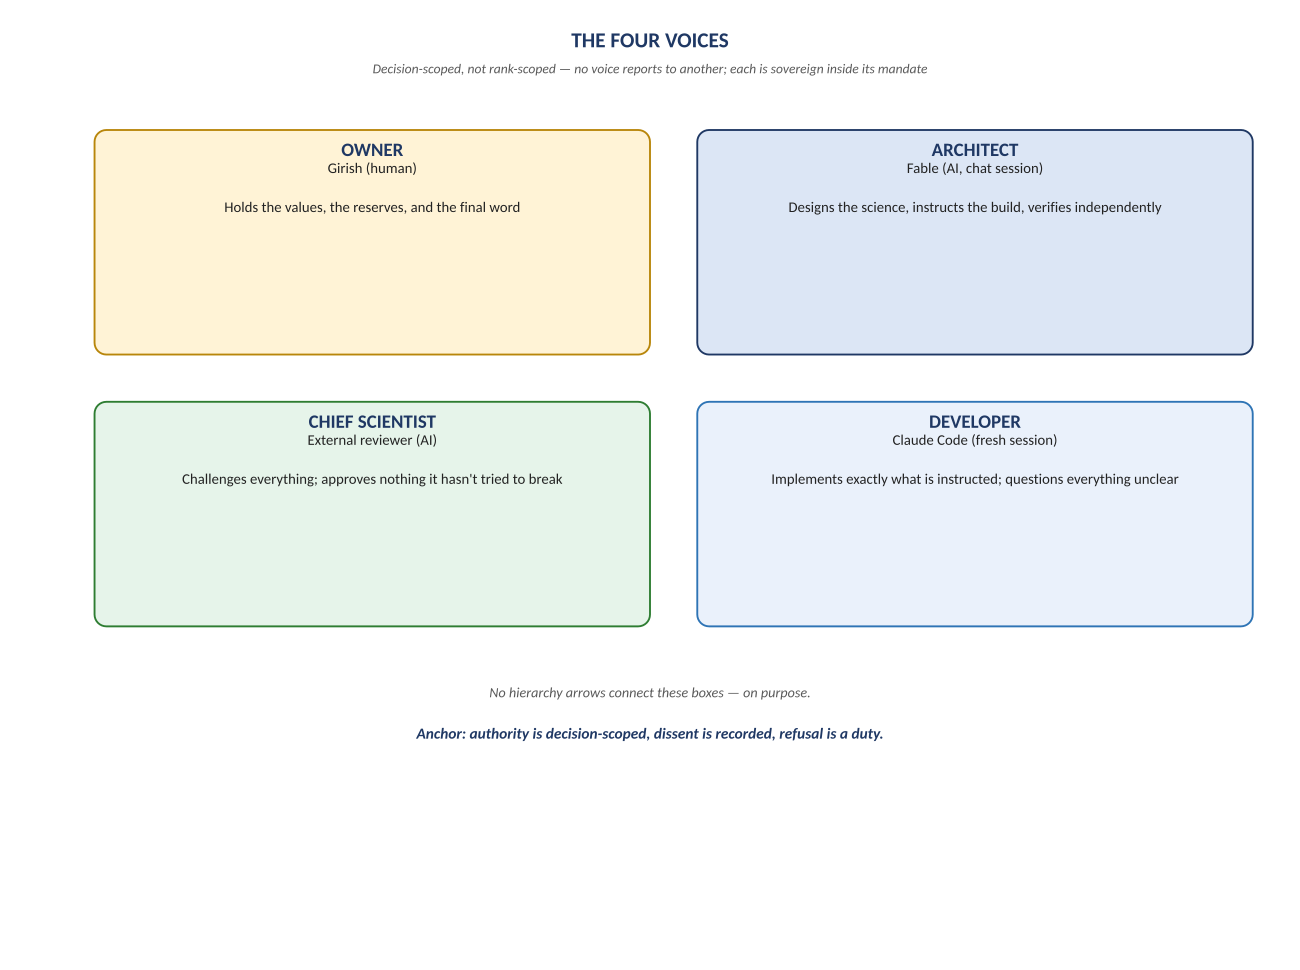 THE FOUR VOICES
Decision-scoped, not rank-scoped — no voice reports to another; each is sovereign inside its mandate
OWNER
Girish (human)
Holds the values, the reserves, and the final word
ARCHITECT
Fable (AI, chat session)
Designs the science, instructs the build, verifies independently
CHIEF SCIENTIST
External reviewer (AI)
Challenges everything; approves nothing it hasn't tried to break
DEVELOPER
Claude Code (fresh session)
Implements exactly what is instructed; questions everything unclear
No hierarchy arrows connect these boxes — on purpose.
Anchor: authority is decision-scoped, dissent is recorded, refusal is a duty.